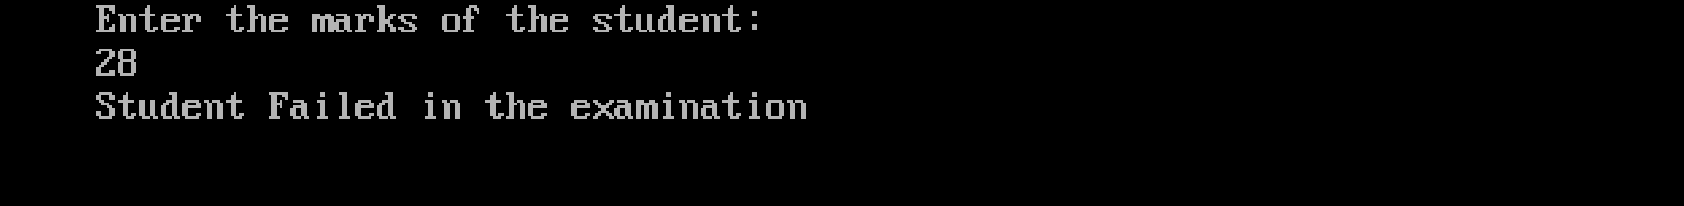 Enter the marks of the student:
28
Student Failed in the examination